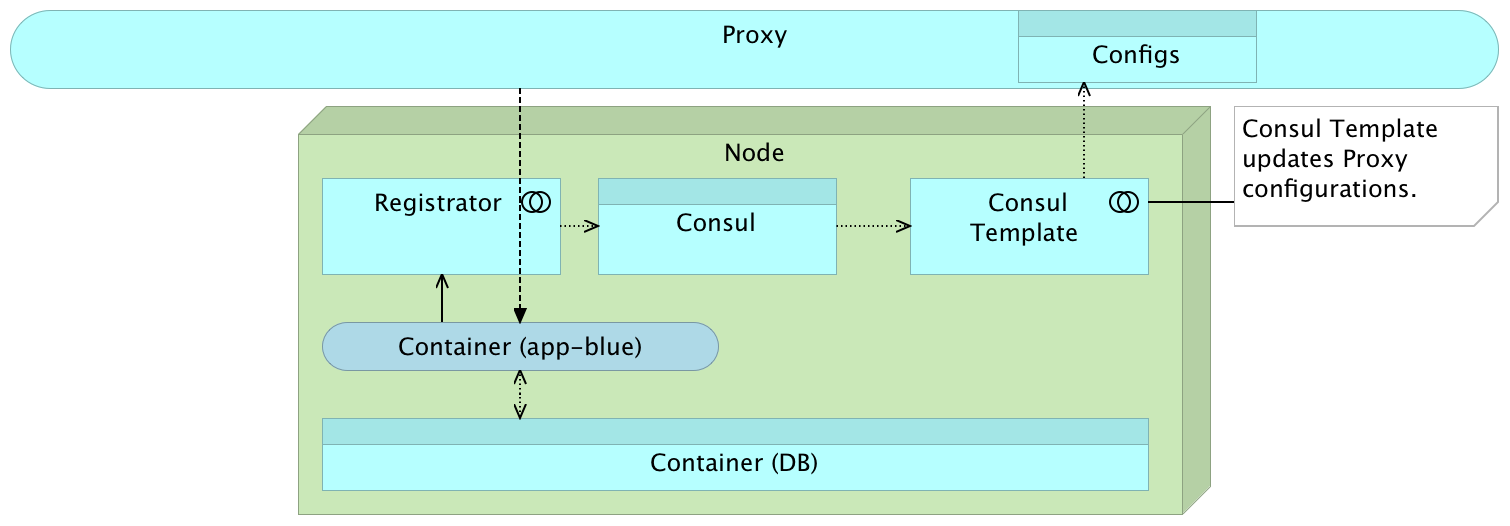 Proxy
Configs
Node
Registrator
Consul
Consul
Template
Consul Template
updates Proxy
configurations.
Container (app-blue)
Container (DB)